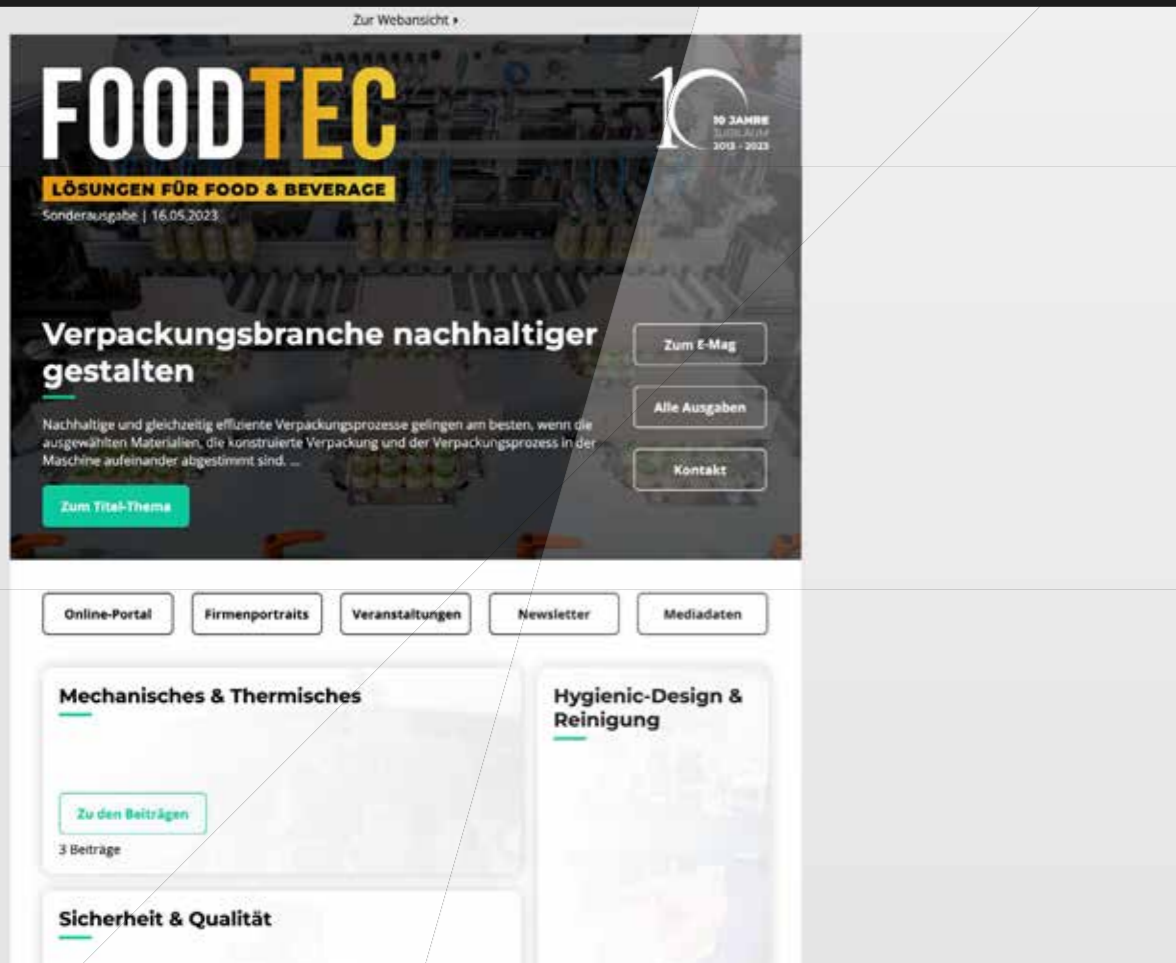 Zur Webansicht
FOODTEC
10 JAHRE
JUBILÄUM
2013 - 2023
LÖSUNGEN FÜR FOOD & BEVERAGE
Sonderausgabe | 16.05.2023
Verpackungsbranche nachhaltiger
gestalten
Nachhaltige und gleichzeitig effiziente Verpackungsprozesse gelingen am besten, wenn die
ausgewählten Materialien, die konstruierte Verpackung und der Verpackungsprozess in der
Maschine aufeinander abgestimmt sind. ...
Zum Titel-Thema
Zum E-Mag
Alle Ausgaben
Kontakt
Online-Portal
Firmenportraits
Veranstaltungen
Newsletter
Mediadaten
Mechanisches & Thermisches
Zu den Beiträgen
3 Beiträge
Hygienic-Design &
Reinigung
Sicherheit & Qualität